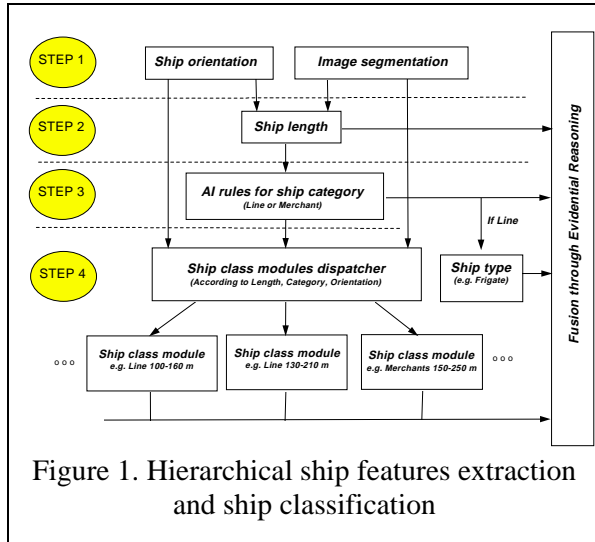 STEP 1
Ship orientation
Image segmentation
STEP 2
Ship length
STEP 3
AI rules for ship category
(Line or Merchant)
If Line
STEP 4
Ship class modules dispatcher
(According to Length, Category, Orientation)
Ship type
(e.g. Frigate)
Fusion through Evidential Reasoning
o o o
Ship class module
e.g. Line 100-160 m
Ship class module
e.g. Line 130-210 m
Ship class module
e.g. Merchants 150-250 m
o o o
Figure 1. Hierarchical ship features extraction
and ship classification